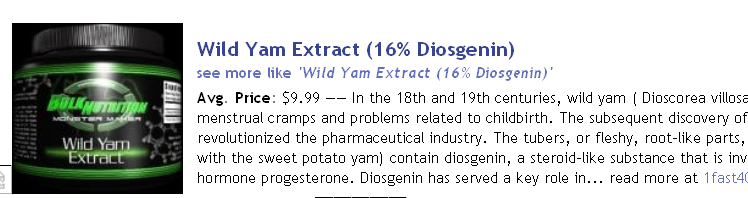 Wild Yam Extract (16% Diosgenin)
see more like 'Wild Yam Extract (16% Diosgenin)'
Avg. Price: $9.99 —— In the 18th and 19th centuries, wild yam ( Dioscorea villosa
menstrual cramps and problems related to childbirth. The subsequent discovery of
revolutionized the pharmaceutical industry. The tubers, or fleshy, root-like parts,
with the sweet potato yam) contain diosgenin, a steroid-like substance that is inv
hormone progesterone. Diosgenin has served a key role in... read more at 1fast40
BULK NUTRITION
MONSTER MAKER
Wild Yam
Extract